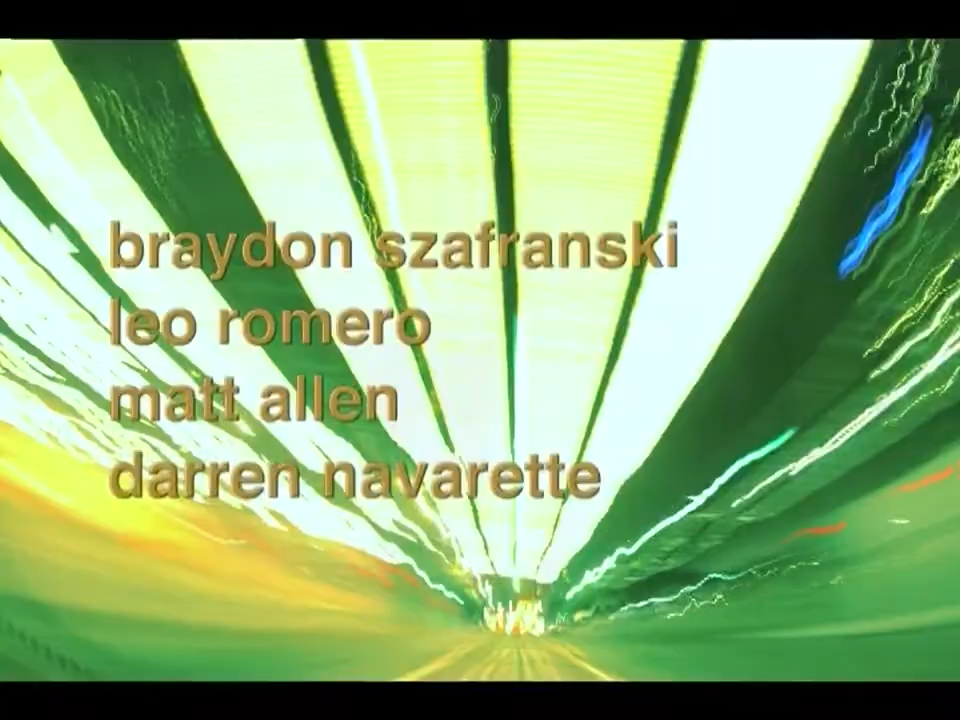 braydon szafranski
leo romero
matt allen
darren navarette